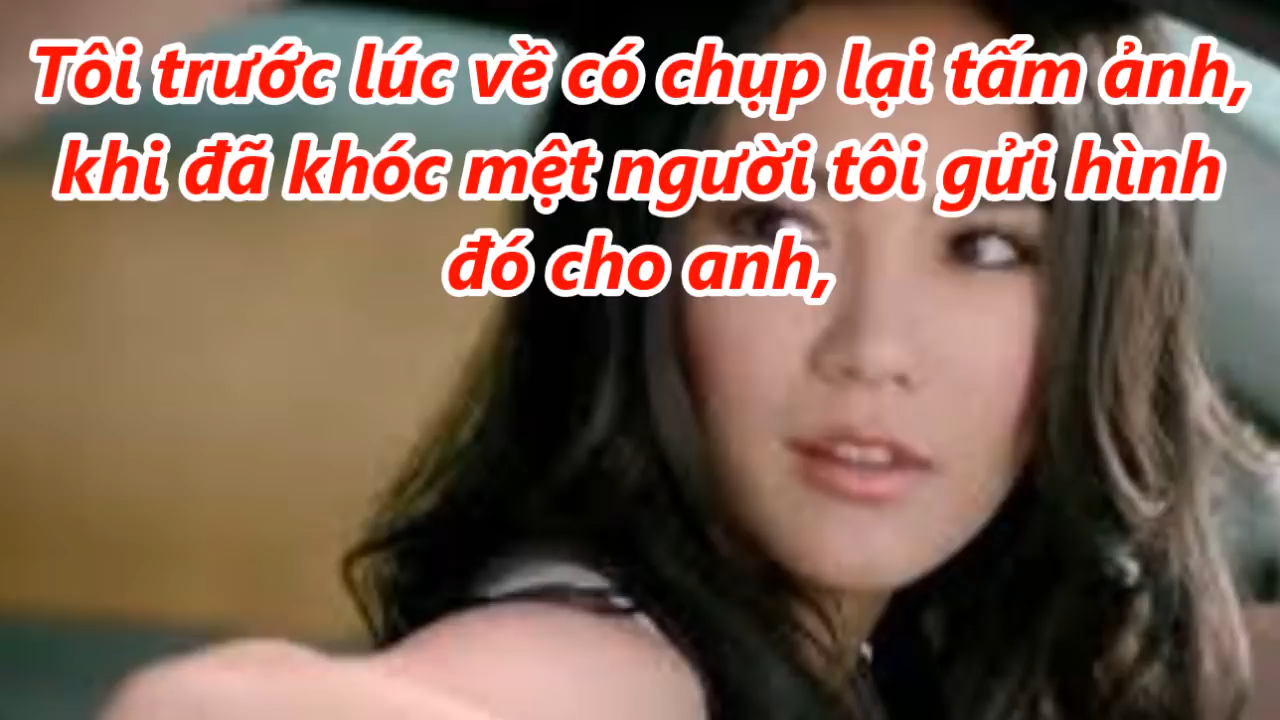 Tôi trước lúc về có chụp lại tấm ảnh,
khi đã khóc mệt người tôi gửi hình
đó cho anh,